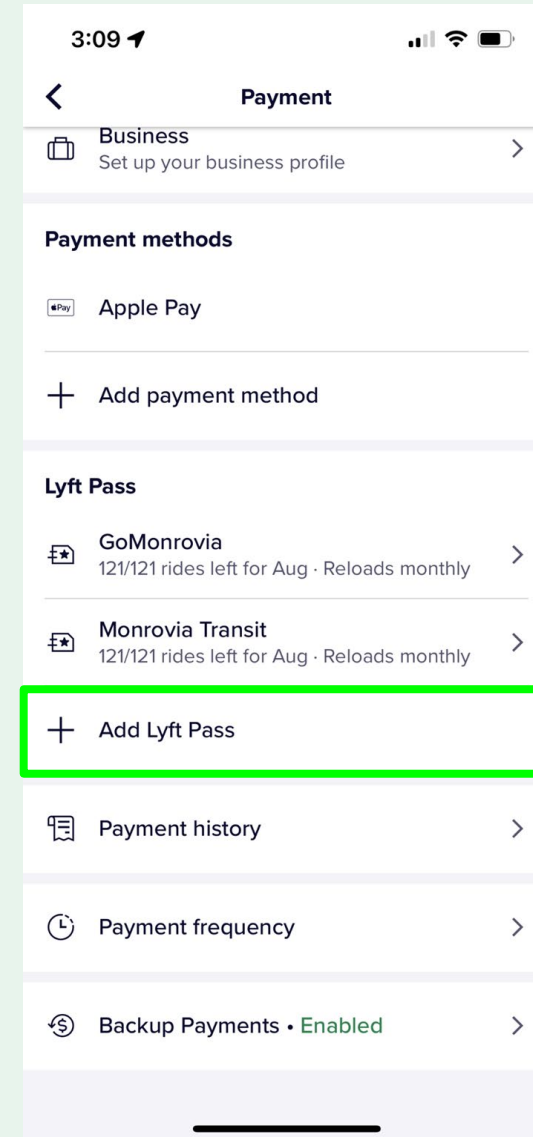 3:09
Payment
Business
Set up your business profile
Payment methods
Pay
Apple Pay
Add payment method
Lyft Pass
GoMonrovia
121/121 rides left for Aug · Reloads monthly
Monrovia Transit
121/121 rides left for Aug · Reloads monthly
Add Lyft Pass
Payment history
Payment frequency
Backup Payments • Enabled